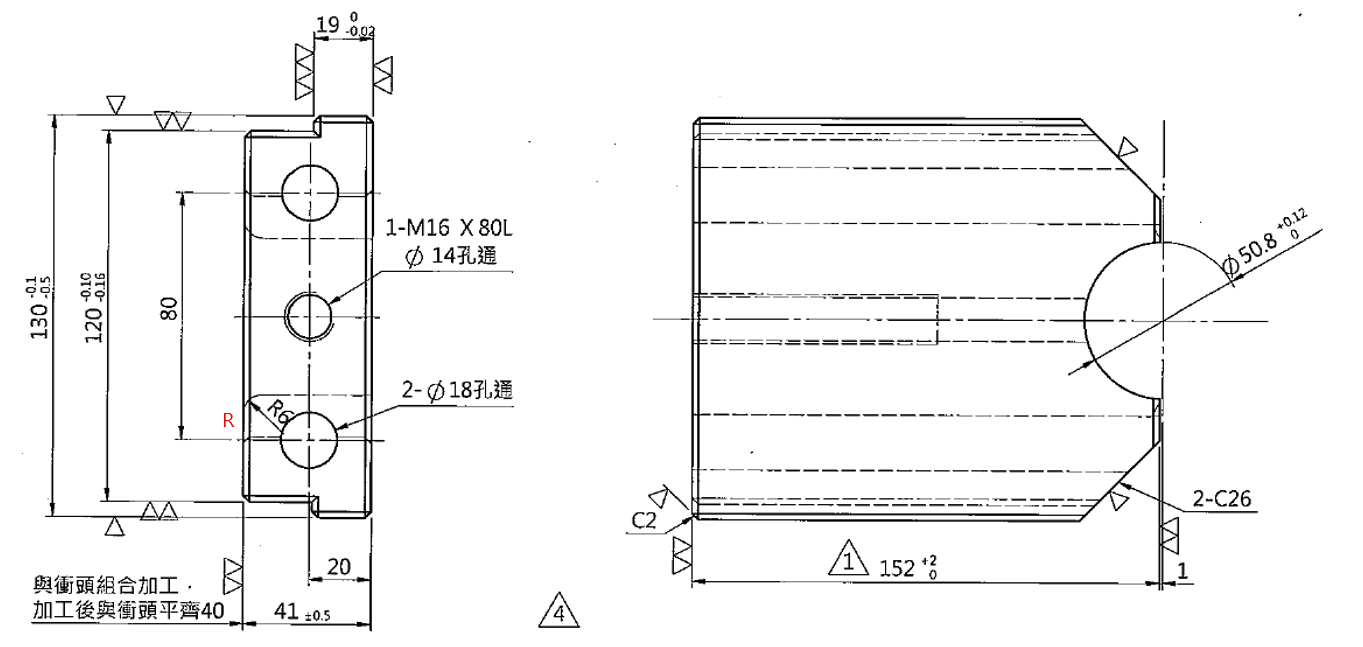 19 0 -0.02
1-M16 X 80L
φ 14孔通
φ50.8 +0.12 0
130 -0.1 -0.5
120 -0.10 -0.16
80
2-φ18孔通
R6
R
2-C26
C2
1
152 +2 0
1
20
與衝頭組合加工，
加工後與衝頭平齊40
41 ±0.5
4